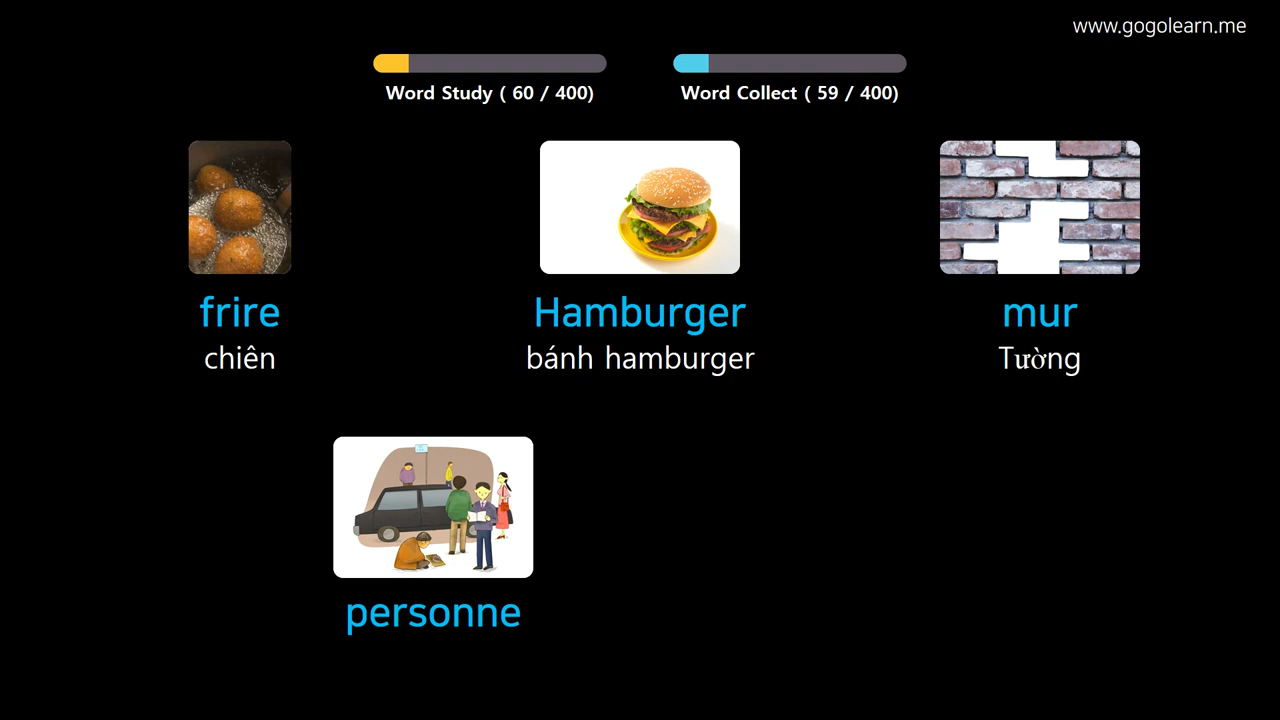 www.gogolearn.me
Word Study ( 60 / 400)
Word Collect ( 59 / 400)
frire
chiên
Hamburger
bánh hamburger
mur
Tường
personne